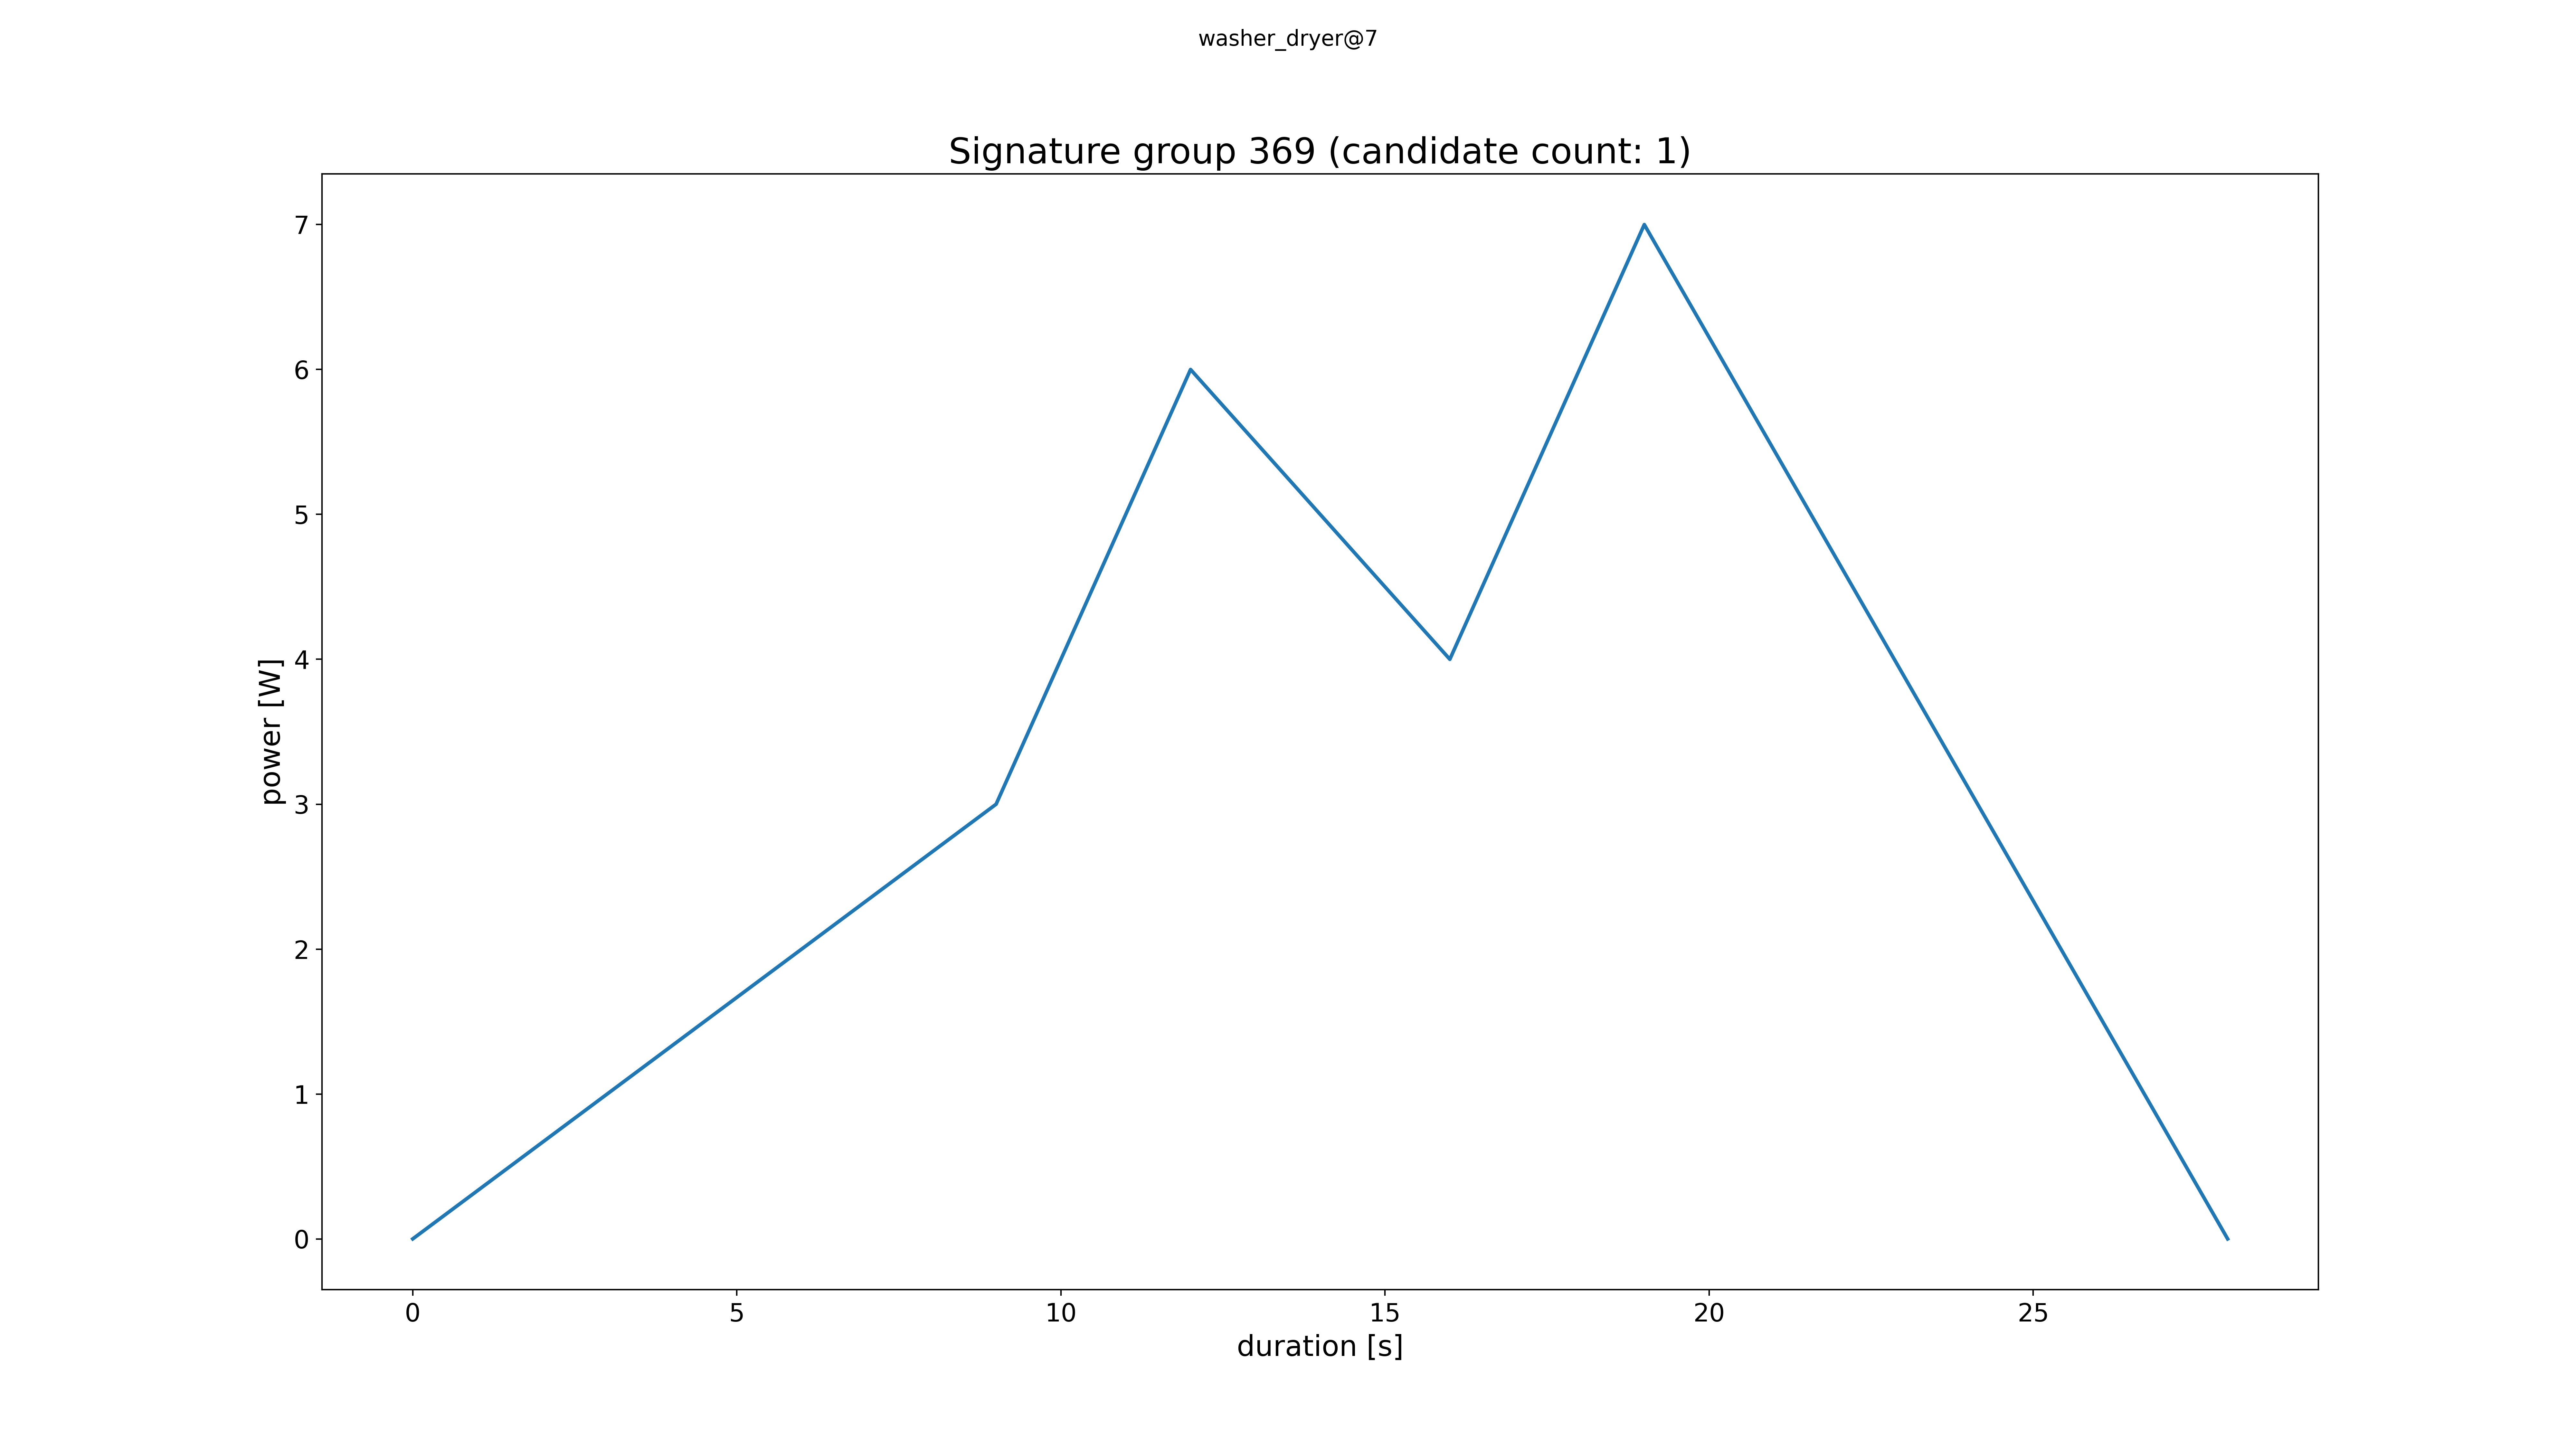 washer_dryer@7
Signature group 369 (candidate count: 1)
7
6
5
4
3
2
1
0
power [W]
0 5 10 15 20 25
duration [s]